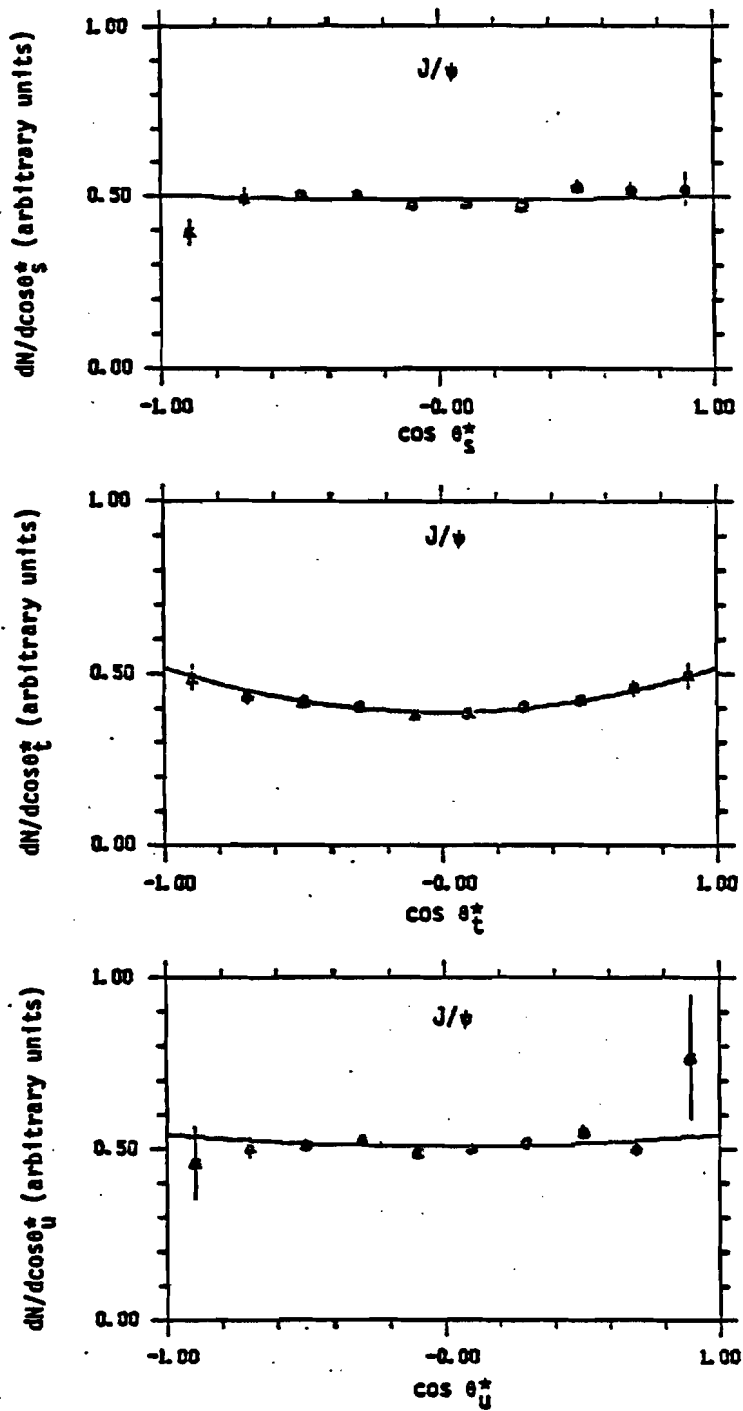 1.00
J/ψ
0.50
0.00
-1.00
-0.00
1.00
cos θ*s
dN/dcosθ*s (arbitrary units)
1.00
J/ψ
0.50
0.00
-1.00
-0.00
1.00
cos θ*t
dN/dcosθ*t (arbitrary units)
1.00
J/ψ
0.50
0.00
-1.00
-0.00
1.00
cos θ*u
dN/dcosθ*u (arbitrary units)